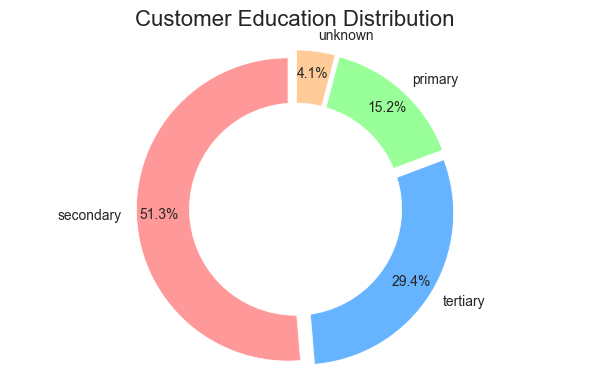 Customer Education Distribution
unknown
4.1%
primary
15.2%
secondary
51.3%
29.4%
tertiary